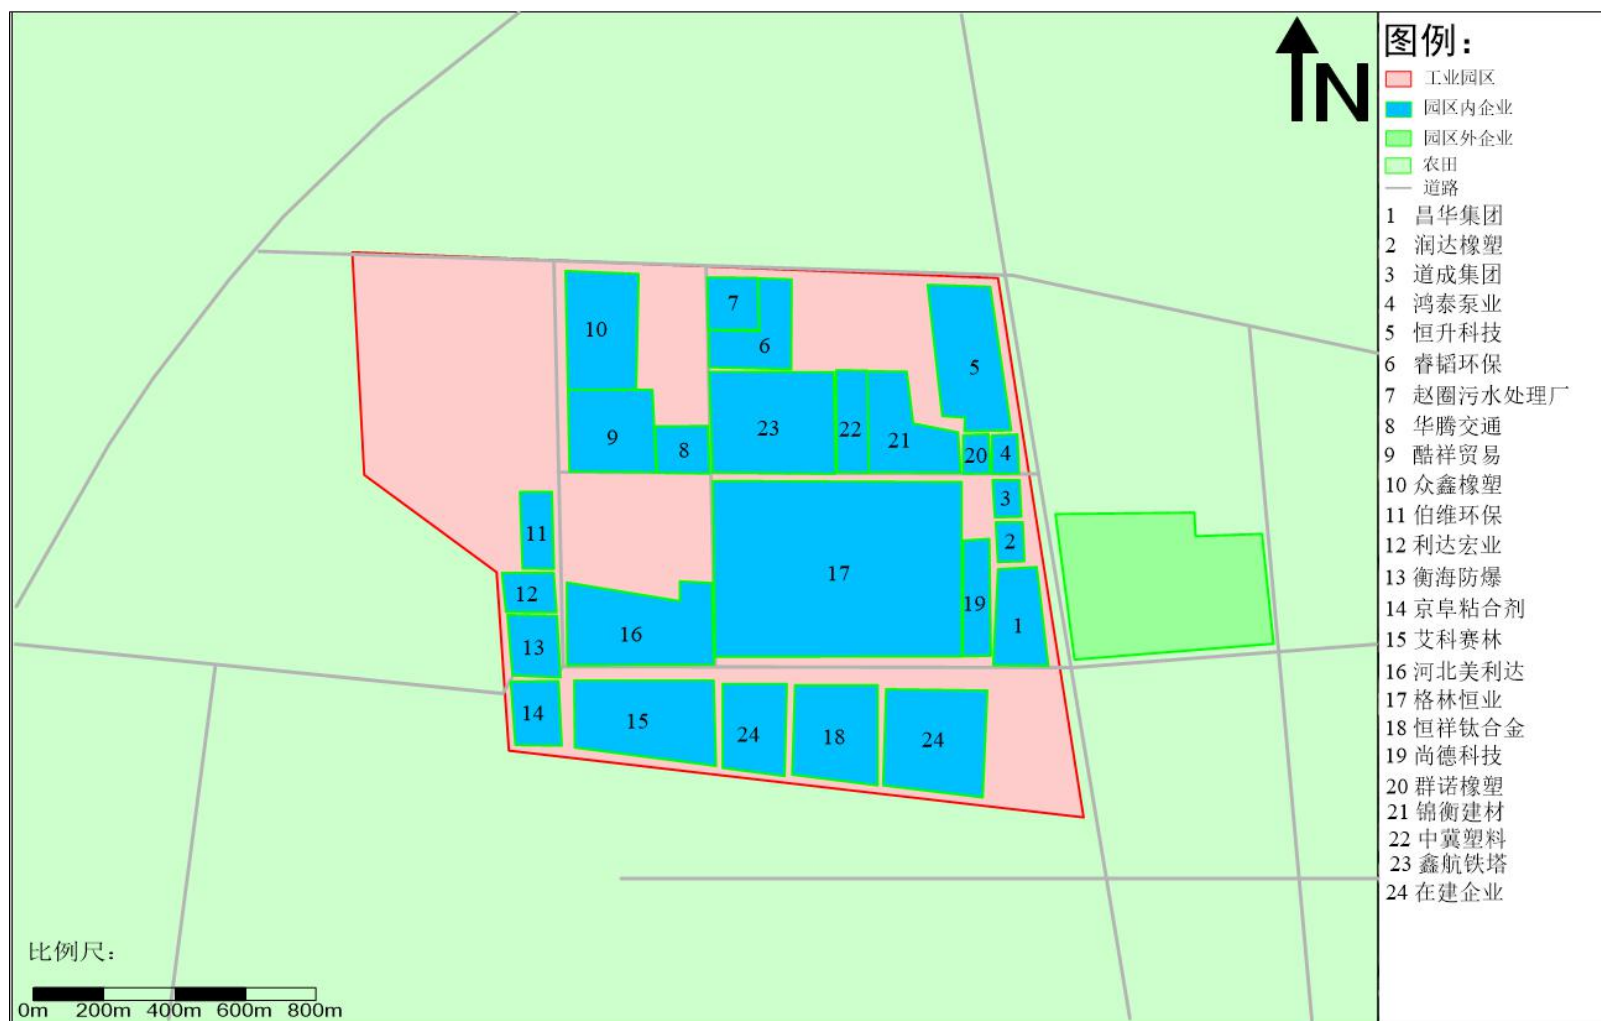 N
图例：
工业园区
园区内企业
园区外企业
农田
道路
1 昌华集团
2 润达橡塑
3 道成集团
4 鸿泰泵业
5 恒升科技
6 睿韬环保
7 赵圈污水处理厂
8 华腾交通
9 酷祥贸易
10 众鑫橡塑
11 伯维环保
12 利达宏业
13 衡海防爆
14 京阜粘合剂
15 艾科赛林
16 河北美利达
17 格林恒业
18 恒祥钛合金
19 尚德科技
20 群诺橡塑
21 锦衡建材
22 中冀塑料
23 鑫航铁塔
24 在建企业
7
10
6
5
23
22
21
9
8
20
4
3
11
2
17
12
19
1
16
13
14
15
24
18
24
比例尺：
0m 200m 400m 600m 800m